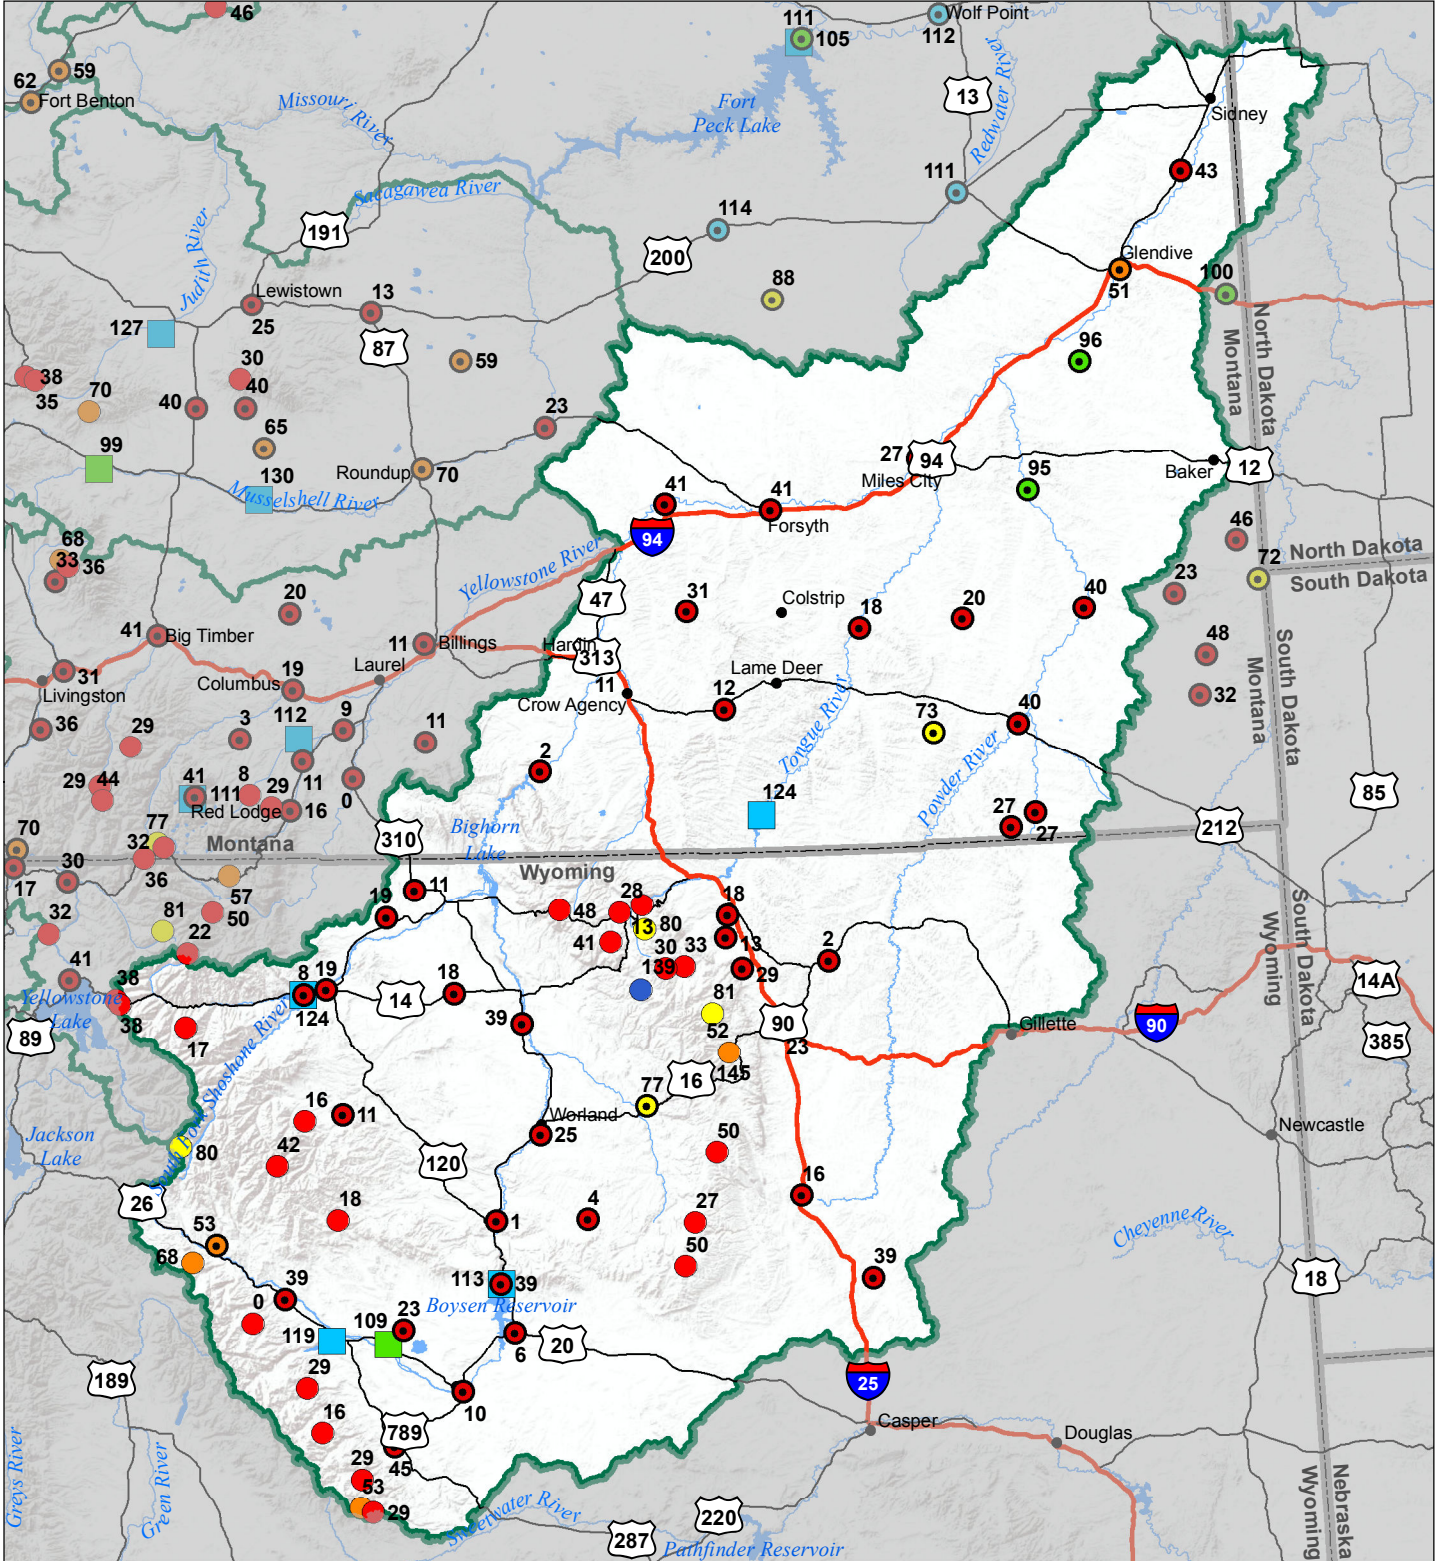 46
111
105
Wolf Point
112
59
62
Fort Benton
Missouri River
Fort
Peck Lake
13
Redwater River
Sidney
43
Sacagawea River
191
Judith River
114
111
200
Glendive
51
100
88
Lewistown
25
13
127
87
North Dakota
Montana
96
30
40
59
38
35
70
40
65
23
99
130
Roundup
70
Musselshell River
27
94
Miles City
95
Baker
12
41
41
Forsyth
94
46
72
North Dakota
South Dakota
68
33
36
Yellowstone River
20
47
31
Colstrip
18
20
40
23
41
Big Timber
11
Billings
Hardin
313
48
South Dakota
Montana
31
Livingston
Columbus
19
Laurel
11
Crow Agency
Lame Deer
12
32
36
29
3
112
9
11
73
40
2
Tongue River
Powder River
29
44
41
111
8
29
11
16
0
Red Lodge
124
27
27
85
70
77
32
36
Montana
310
Bighorn
Lake
212
17
30
57
50
Wyoming
19
11
48
28
18
32
81
22
41
13
80
13
2
South Dakota
Wyoming
41
38
38
8
19
124
18
14
30
33
139
29
Yellowstone
Lake
89
17
39
81
52
90
23
Gillette
90
14A
385
South Fork Shoshone River
145
16
77
16
11
Worland
25
Jackson
Lake
80
42
120
50
Newcastle
26
18
1
4
27
16
53
68
50
39
Cheyenne River
39
0
113
39
Boysen Reservoir
18
119
109
23
6
20
189
29
10
25
16
789
45
Casper
Douglas
29
53
29
Greys River
Green River
Sweetwater River
287
220
Pathfinder Reservoir
Nebraska
Wyoming